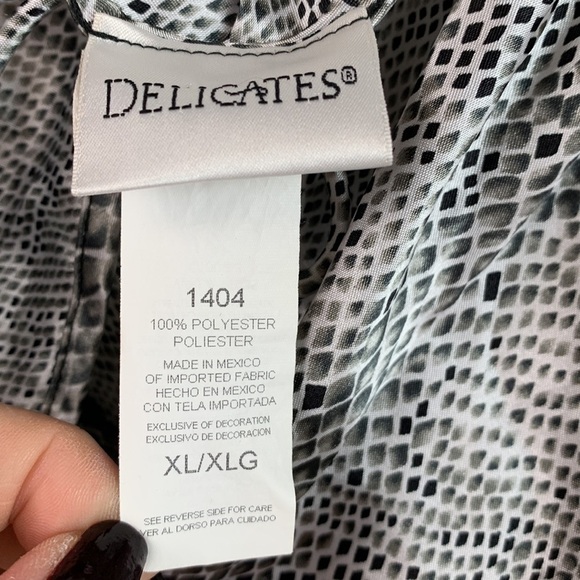 DELICATES®
1404
100% POLYESTER
POLIESTER
MADE IN MEXICO
OF IMPORTED FABRIC
HECHO EN MEXICO
CON TELA IMPORTADA
EXCLUSIVE OF DECORATION
EXCLUSIVO DE DECORACION
XL/XLG
SEE REVERSE SIDE FOR CARE
VER AL DORSO PARA CUIDADO